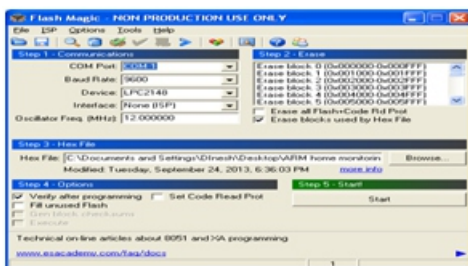 Flash Magic - NON PRODUCTION USE ONLY
File ISP Options Tools Help
Step 1 - Communications
COM Port: COM 1
Baud Rate: 9600
Device: LPC2148
Interface: None (ISP)
Oscillator Freq. (MHz): 12.000000
Step 2 - Erase
Erase block 0 (0x000000-0x000FFF)
Erase block 1 (0x001000-0x001FFF)
Erase block 2 (0x002000-0x002FFF)
Erase block 3 (0x003000-0x003FFF)
Erase block 4 (0x004000-0x004FFF)
Erase block 5 (0x005000-0x005FFF)
Erase all Flash+Code Rd Prot
Erase blocks used by Hex File
Step 3 - Hex File
Hex File: C:\Documents and Settings\DInesh\Desktop\ARM home monitorin Browse...
Modified: Tuesday, September 24, 2013, 6:36:03 PM more info
Step 4 - Options
Verify after programming Set Code Read Prot
Fill unused Flash
Gen block checksums
Execute
Step 5 - Start!
Start
Technical on-line articles about 8051 and XA programming
www.esacademy.com/faq/docs
1